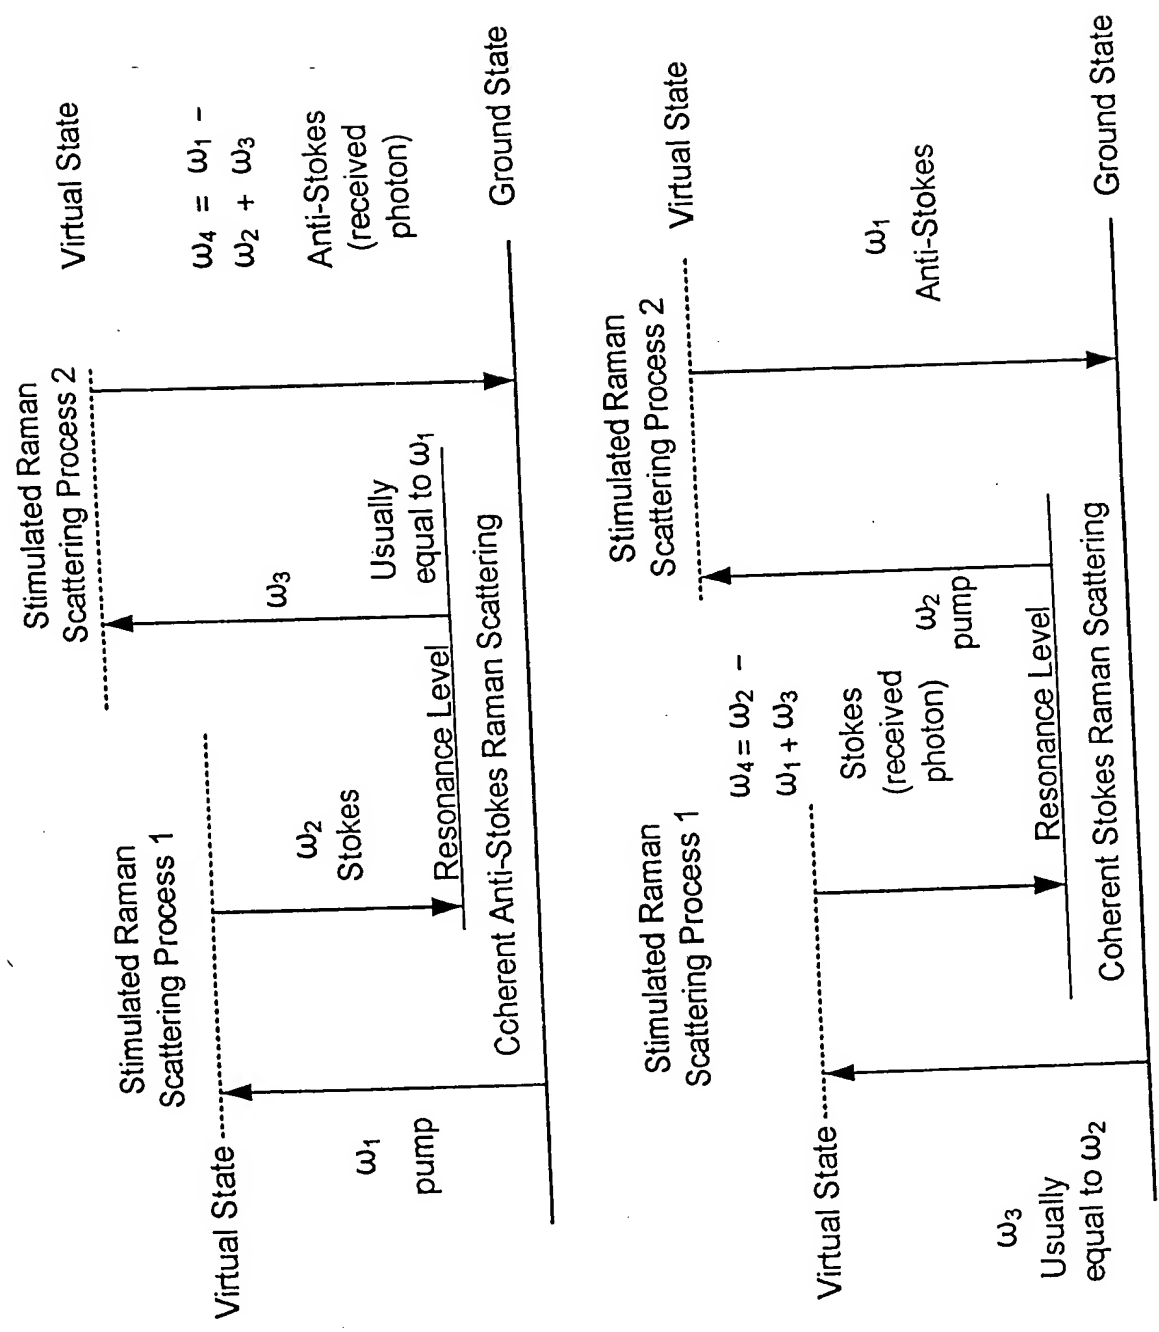 Stimulated Raman
Scattering Process 2
Virtual State
Stimulated Raman
Scattering Process 1
Virtual State
ω1
pump
ω2
Stokes
Resonance Level
ω3
Usually
equal to ω1
ω4 = ω1 –
ω2 + ω3
Anti-Stokes
(received
photon)
Coherent Anti-Stokes Raman Scattering
Ground State
Stimulated Raman
Scattering Process 2
Virtual State
Stimulated Raman
Scattering Process 1
Virtual State
ω3
Usually
equal to ω2
ω4 = ω2 –
ω1 + ω3
Stokes
(received
photon)
Resonance Level
ω2
pump
ω1
Anti-Stokes
Coherent Stokes Raman Scattering
Ground State